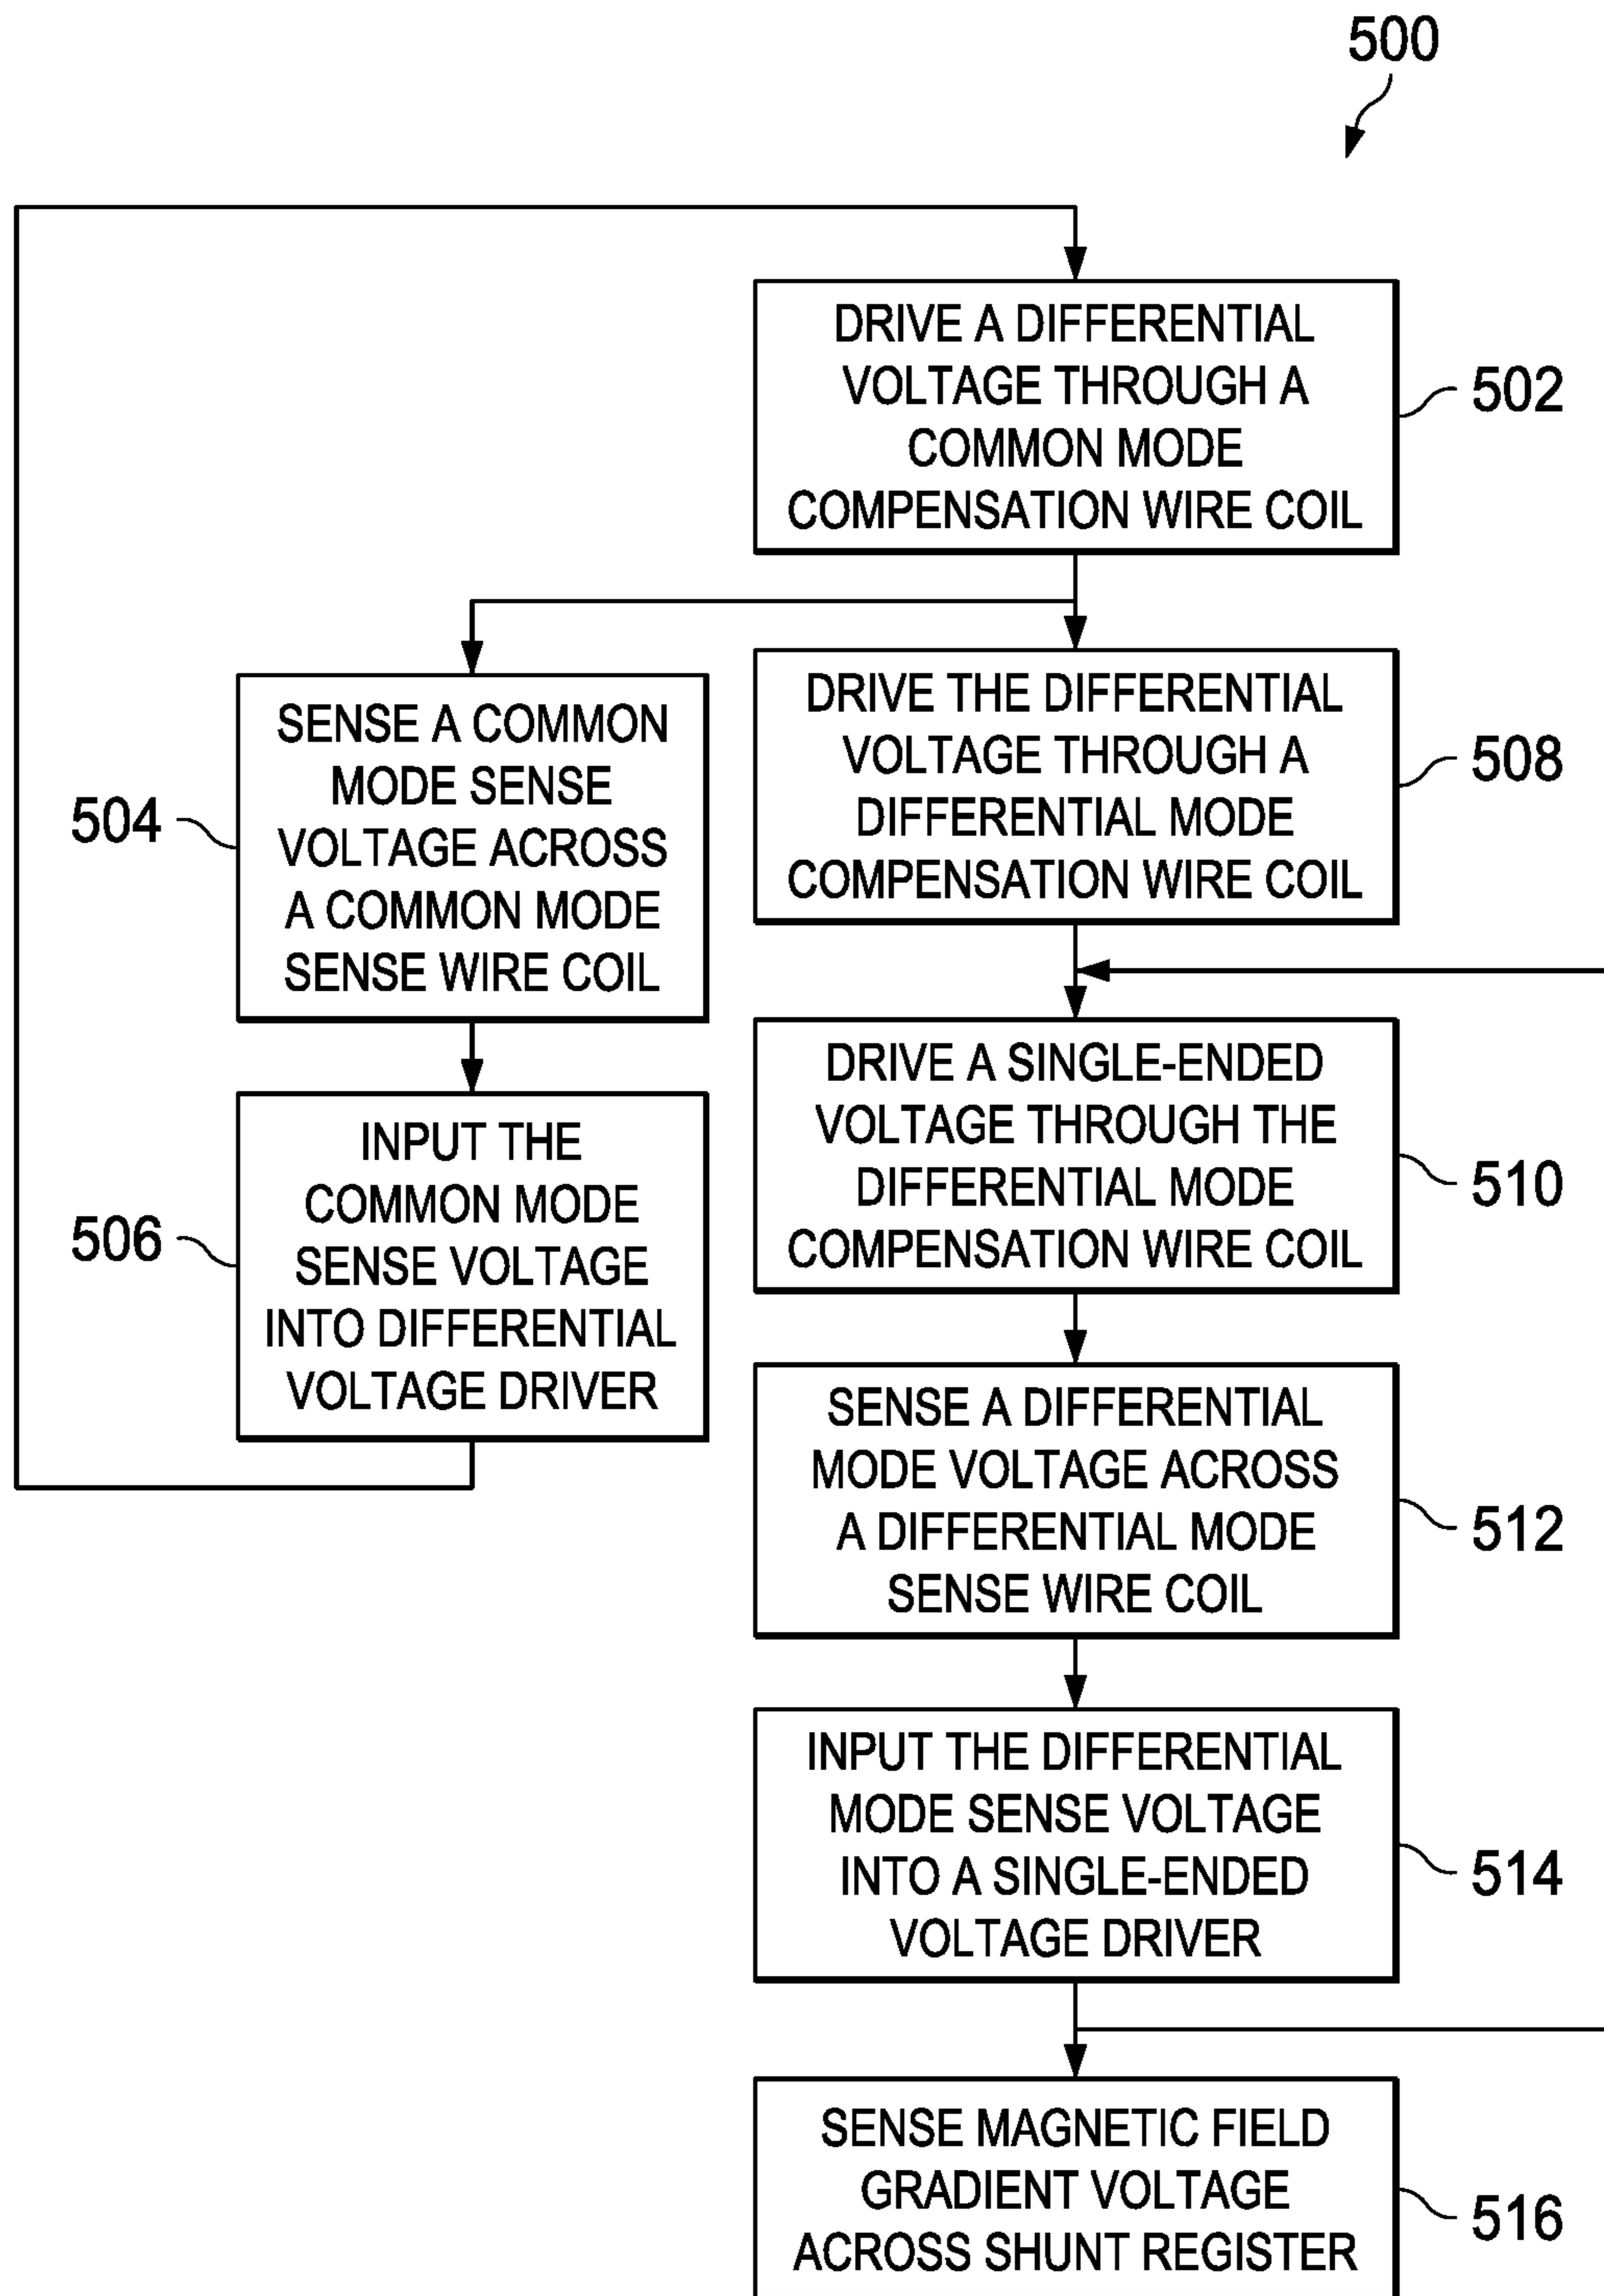 500
DRIVE A DIFFERENTIAL
VOLTAGE THROUGH A
COMMON MODE
COMPENSATION WIRE COIL
502
SENSE A COMMON
MODE SENSE
VOLTAGE ACROSS
A COMMON MODE
SENSE WIRE COIL
504
INPUT THE
COMMON MODE
SENSE VOLTAGE
INTO DIFFERENTIAL
VOLTAGE DRIVER
506
DRIVE THE DIFFERENTIAL
VOLTAGE THROUGH A
DIFFERENTIAL MODE
COMPENSATION WIRE COIL
508
DRIVE A SINGLE-ENDED
VOLTAGE THROUGH THE
DIFFERENTIAL MODE
COMPENSATION WIRE COIL
510
SENSE A DIFFERENTIAL
MODE VOLTAGE ACROSS
A DIFFERENTIAL MODE
SENSE WIRE COIL
512
INPUT THE DIFFERENTIAL
MODE SENSE VOLTAGE
INTO A SINGLE-ENDED
VOLTAGE DRIVER
514
SENSE MAGNETIC FIELD
GRADIENT VOLTAGE
ACROSS SHUNT REGISTER
516